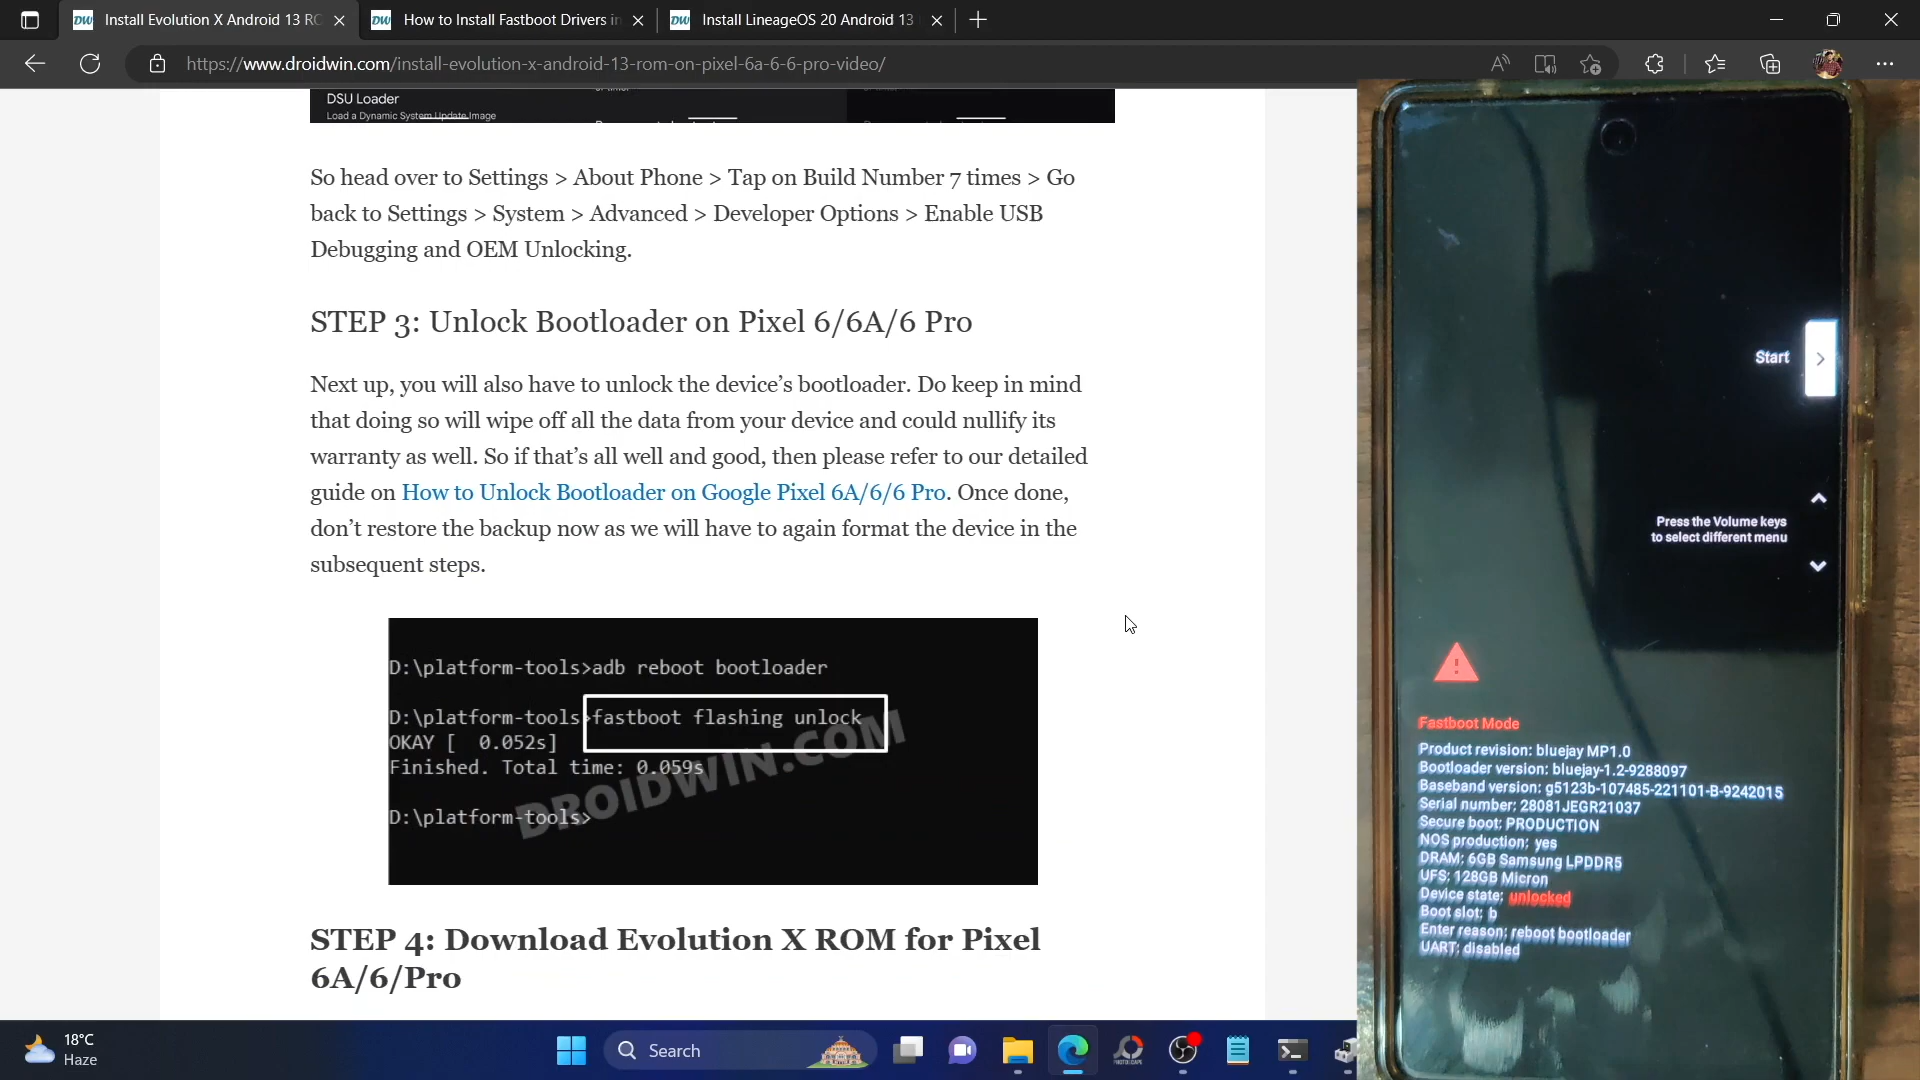 Install Evolution X Android 13 RO
How to Install Fastboot Drivers in
Install LineageOS 20 Android 13
https://www.droidwin.com/install-evolution-x-android-13-rom-on-pixel-6a-6-6-pro-video/
DSU Loader
Load a Dynamic System Update Image
So head over to Settings > About Phone > Tap on Build Number 7 times > Go
back to Settings > System > Advanced > Developer Options > Enable USB
Debugging and OEM Unlocking.
STEP 3: Unlock Bootloader on Pixel 6/6A/6 Pro
Next up, you will also have to unlock the device's bootloader. Do keep in mind
that doing so will wipe off all the data from your device and could nullify its
warranty as well. So if that's all well and good, then please refer to our detailed
guide on How to Unlock Bootloader on Google Pixel 6A/6/6 Pro. Once done,
don't restore the backup now as we will have to again format the device in the
subsequent steps.
D:\platform-tools>adb reboot bootloader
D:\platform-tools>fastboot flashing unlock
OKAY [  0.052s]
Finished. Total time: 0.059s
D:\platform-tools>
DROIDWIN.COM
STEP 4: Download Evolution X ROM for Pixel
6A/6/Pro
Start
Press the Volume keys
to select different menu
Fastboot Mode
Product revision: bluejay MP1.0
Bootloader version: bluejay-1.2-9288097
Baseband version: g5123b-107485-221101-B-9242015
Serial number: 28081JEGR21037
Secure boot: PRODUCTION
NOS production: yes
DRAM: 6GB Samsung LPDDR5
UFS: 128GB Micron
Device state: unlocked
Boot slot: b
Enter reason: reboot bootloader
UART: disabled
18°C
Haze
Search